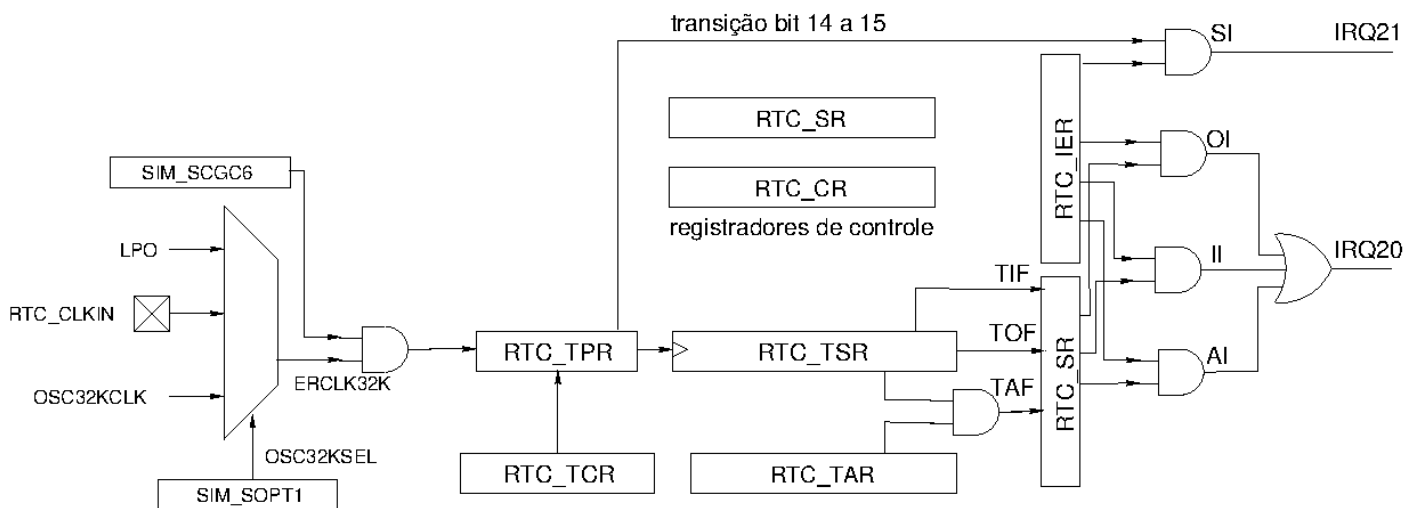 transição bit 14 a 15
SI
IRQ21
RTC_SR
RTC_IER
OI
SIM_SCGC6
RTC_CR
registradores de controle
LPO
II
IRQ20
TIF
RTC_CLKIN
RTC_TPR
RTC_TSR
TOF
RTC_SR
AI
ERCLK32K
OSC32KCLK
TAF
OSC32KSEL
RTC_TCR
RTC_TAR
SIM_SOPT1